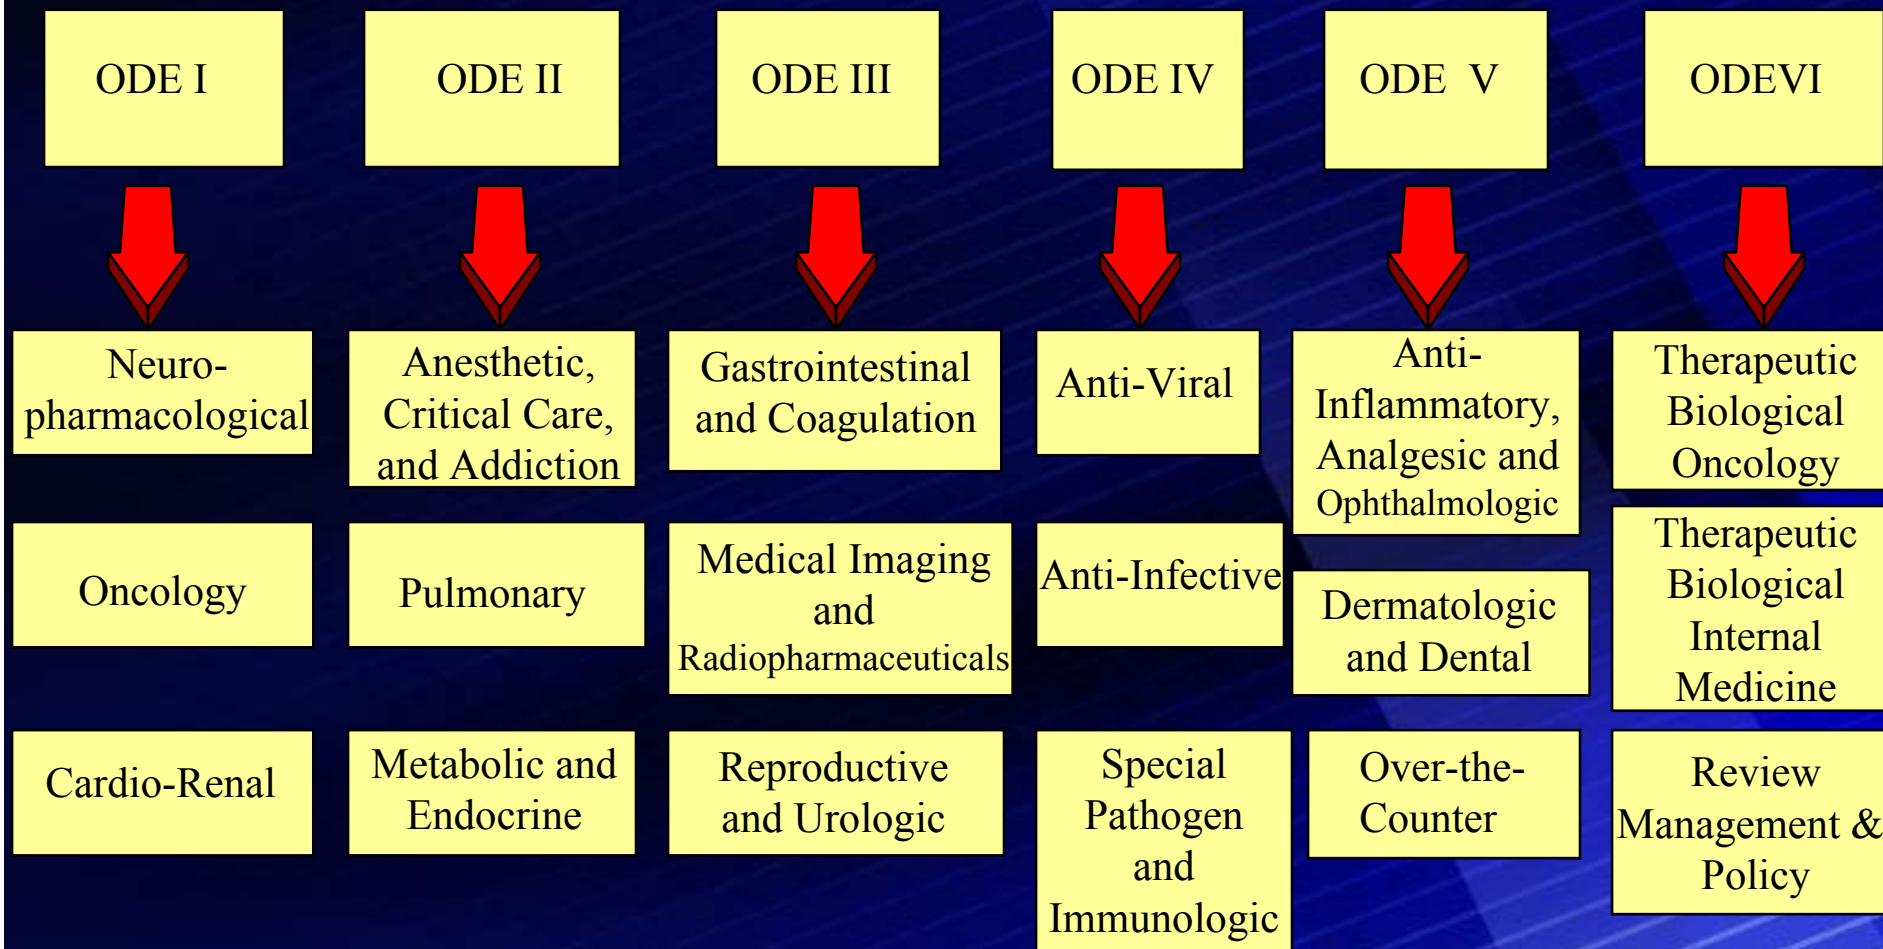 ODE I
ODE II
ODE III
ODE IV
ODE V
ODEVI
Neuro-
pharmacological
Anesthetic,
Critical Care,
and Addiction
Gastrointestinal
and Coagulation
Anti-Viral
Anti-
Inflammatory,
Analgesic and
Ophthalmologic
Therapeutic
Biological
Oncology
Oncology
Pulmonary
Medical Imaging
and
Radiopharmaceuticals
Anti-Infective
Dermatologic
and Dental
Therapeutic
Biological
Internal
Medicine
Cardio-Renal
Metabolic and
Endocrine
Reproductive
and Urologic
Special
Pathogen
and
Immunologic
Over-the-
Counter
Review
Management &
Policy